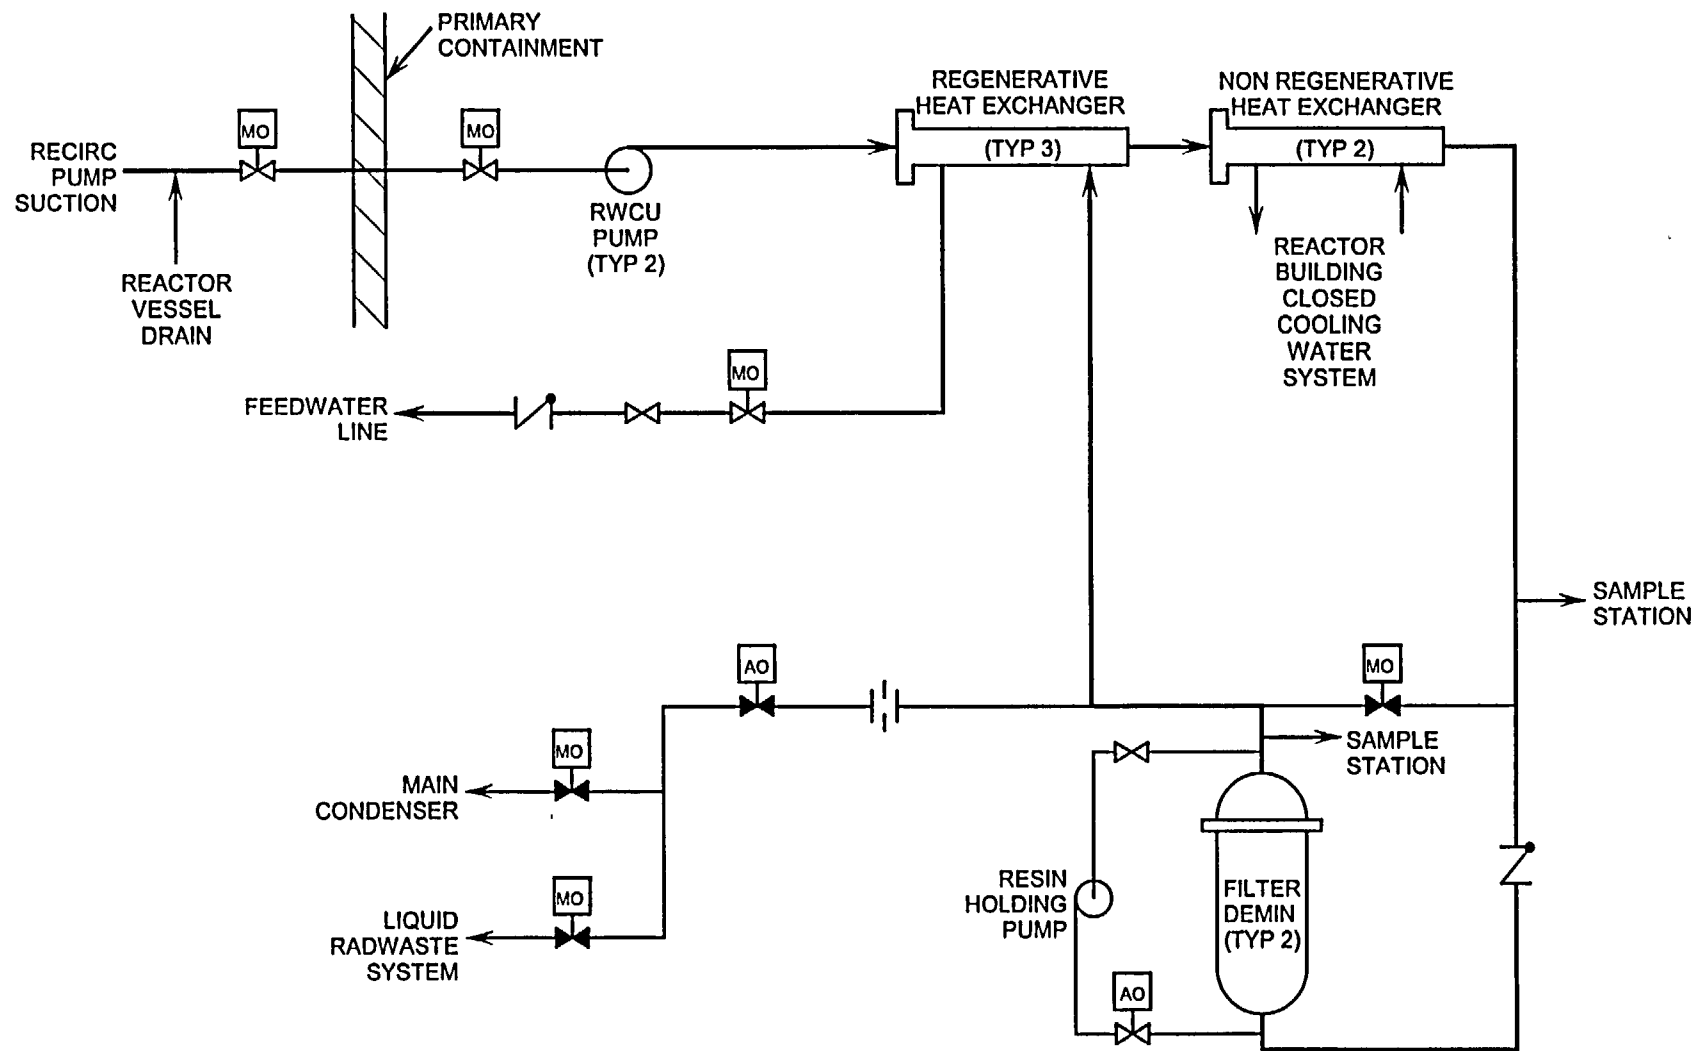 PRIMARY
CONTAINMENT
MO
MO
RECIRC
PUMP
SUCTION
REACTOR
VESSEL
DRAIN
RWCU
PUMP
(TYP 2)
REGENERATIVE
HEAT EXCHANGER
(TYP 3)
NON REGENERATIVE
HEAT EXCHANGER
(TYP 2)
REACTOR
BUILDING
CLOSED
COOLING
WATER
SYSTEM
MO
FEEDWATER
LINE
SAMPLE
STATION
AO
MO
SAMPLE
STATION
MO
MAIN
CONDENSER
MO
LIQUID
RADWASTE
SYSTEM
RESIN
HOLDING
PUMP
FILTER
DEMIN
(TYP 2)
AO